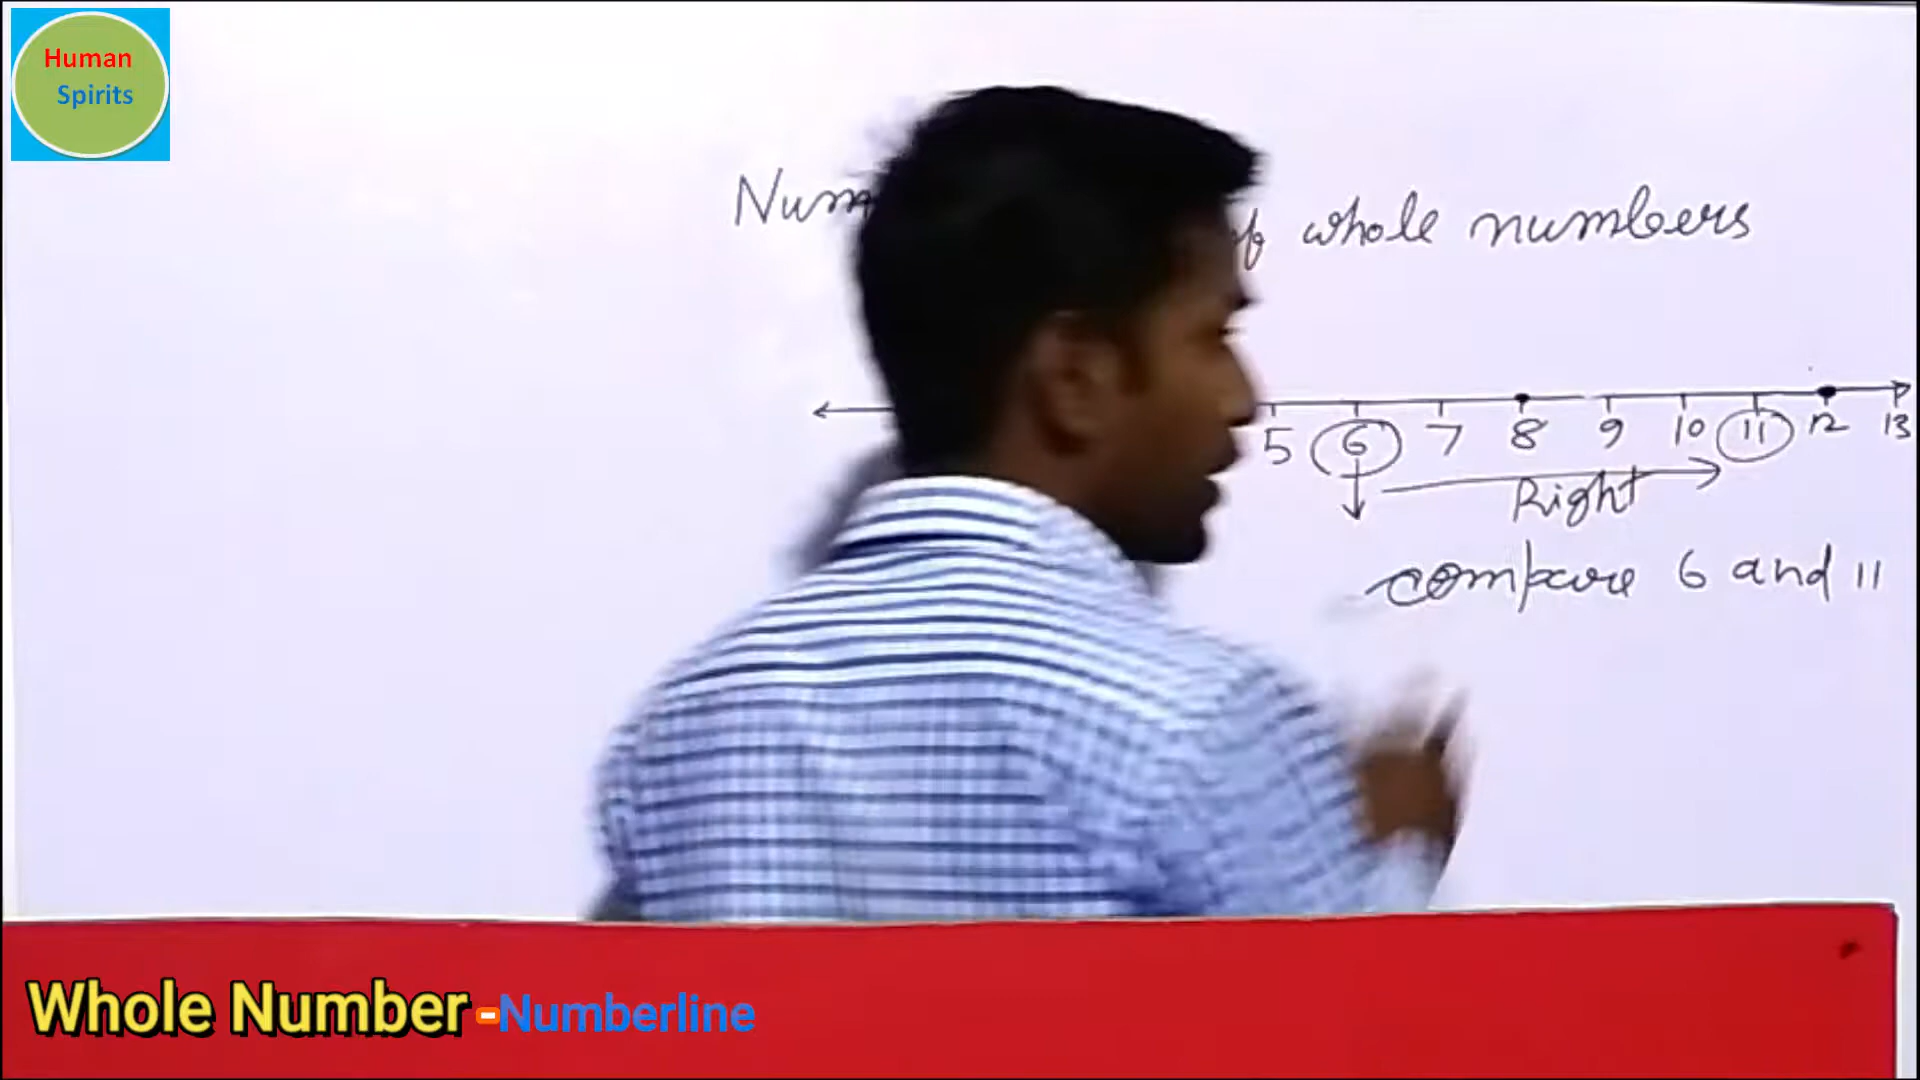 Human
Spirits
of whole numbers
5 6 7 8 9 10 11 12 13
Right
compare 6 and 11
Whole Number -Numberline